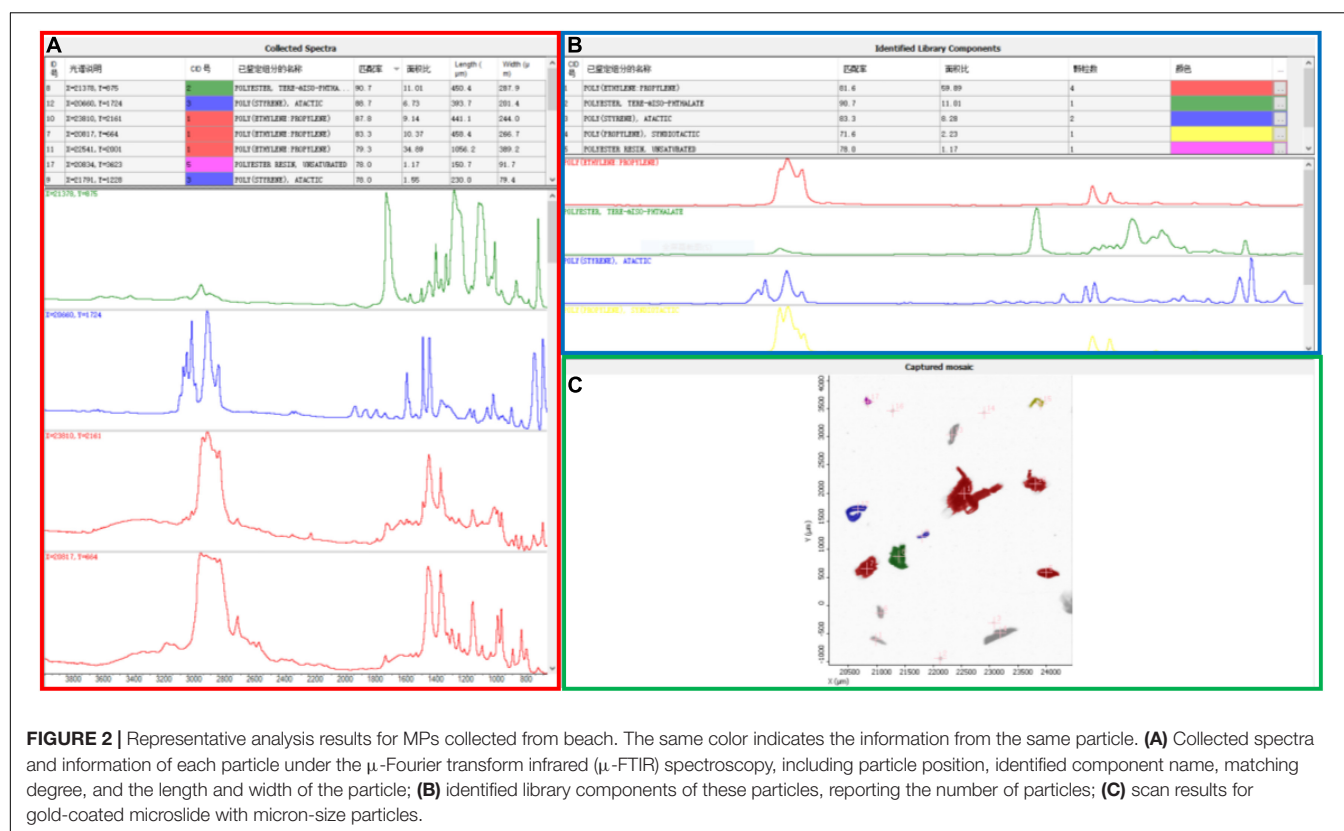 A
Collected Spectra
ID号 光谱说明 CID 号 已鉴定组分的名称 匹配率 面积比 Length (μm) Width (μm)
8 X=21378, Y=875 2 POLYESTER, TERE-&ISO-PHTHA... 90.7 11.01 450.4 287.9
12 X=20660, Y=1724 3 POLY(STYRENE), ATACTIC 88.7 6.73 393.7 281.4
10 X=23810, Y=2161 1 POLY(ETHYLENE:PROPYLENE) 87.8 9.14 441.1 244.0
7 X=20817, Y=664 1 POLY(ETHYLENE:PROPYLENE) 83.3 10.37 458.4 266.7
11 X=22541, Y=2001 1 POLY(ETHYLENE:PROPYLENE) 79.3 34.89 1056.2 389.2
17 X=20834, Y=3623 5 POLYESTER RESIN, UNSATURATED 78.0 1.17 150.7 91.7
9 X=21791, Y=1228 3 POLY(STYRENE), ATACTIC 78.0 1.55 230.0 79.4
X=21378, Y=875
X=20660, Y=1724
X=23810, Y=2161
X=20817, Y=664
3800 3600 3400 3200 3000 2800 2600 2400 2200 2000 1800 1600 1400 1200 1000 800
B
Identified Library Components
CID号 已鉴定组分的名称 匹配率 面积比 颗粒数 颜色 ...
1 POLY(ETHYLENE:PROPYLENE) 81.6 59.89 4
2 POLYESTER, TERE-&ISO-PHTHALATE 90.7 11.01 1
3 POLY(STYRENE), ATACTIC 83.3 8.28 2
4 POLY(PROPYLENE), SYNDIOTACTIC 71.6 2.23 1
5 POLYESTER RESIN, UNSATURATED 78.0 1.17 1
POLY(ETHYLENE:PROPYLENE)
POLYESTER, TERE-&ISO-PHTHALATE
POLY(STYRENE), ATACTIC
POLY(PROPYLENE), SYNDIOTACTIC
C
Captured mosaic
4000
3500
3000
2500
2000
1500
1000
500
0
-500
-1000
Y (μm)
20500 21000 21500 22000 22500 23000 23500 24000
X (μm)
FIGURE 2 | Representative analysis results for MPs collected from beach. The same color indicates the information from the same particle. (A) Collected spectra
and information of each particle under the μ-Fourier transform infrared (μ-FTIR) spectroscopy, including particle position, identified component name, matching
degree, and the length and width of the particle; (B) identified library components of these particles, reporting the number of particles; (C) scan results for
gold-coated microslide with micron-size particles.